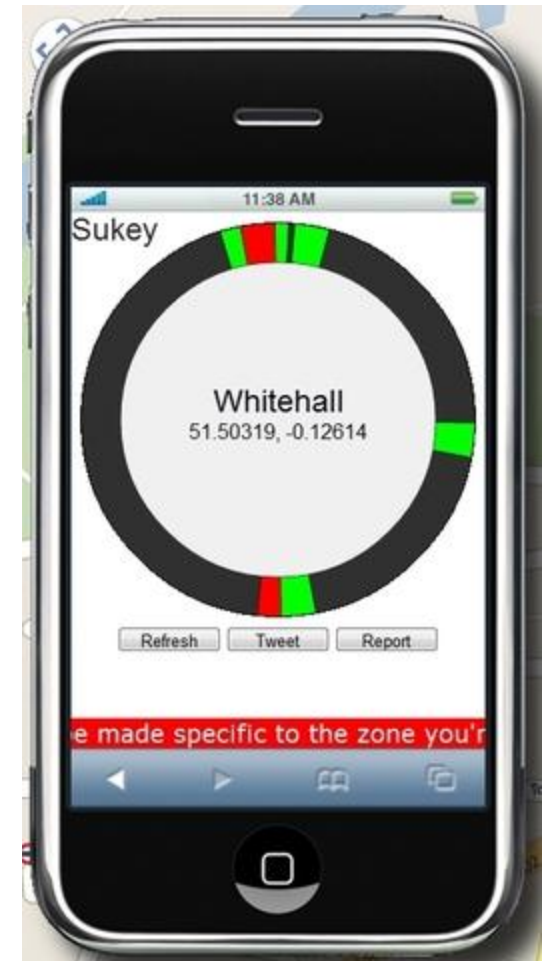 11:38 AM
Sukey
Whitehall
51.50319, -0.12614
Refresh Tweet Report
e made specific to the zone you'r